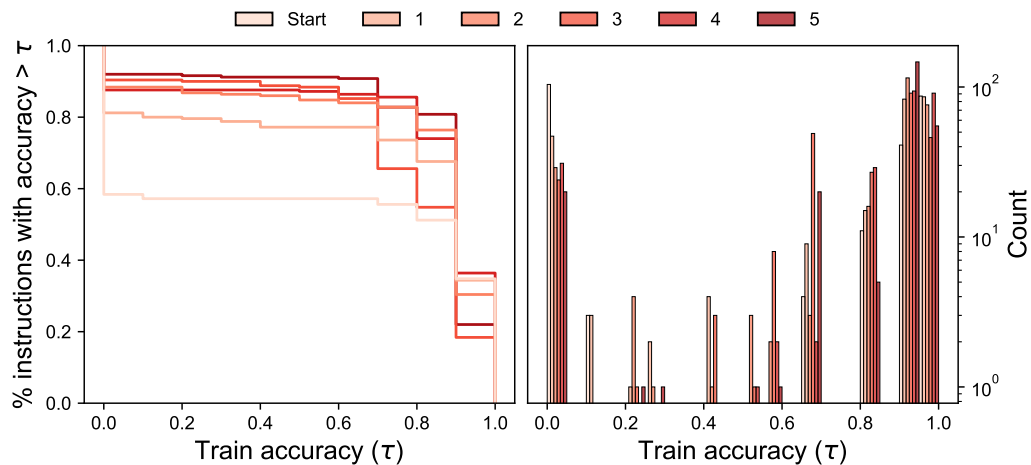 Start 1 2 3 4 5
% instructions with accuracy > τ
1.0
0.8
0.6
0.4
0.2
0.0
0.0 0.2 0.4 0.6 0.8 1.0
Train accuracy (τ)
10²
10¹
10⁰
Count
0.0 0.2 0.4 0.6 0.8 1.0
Train accuracy (τ)